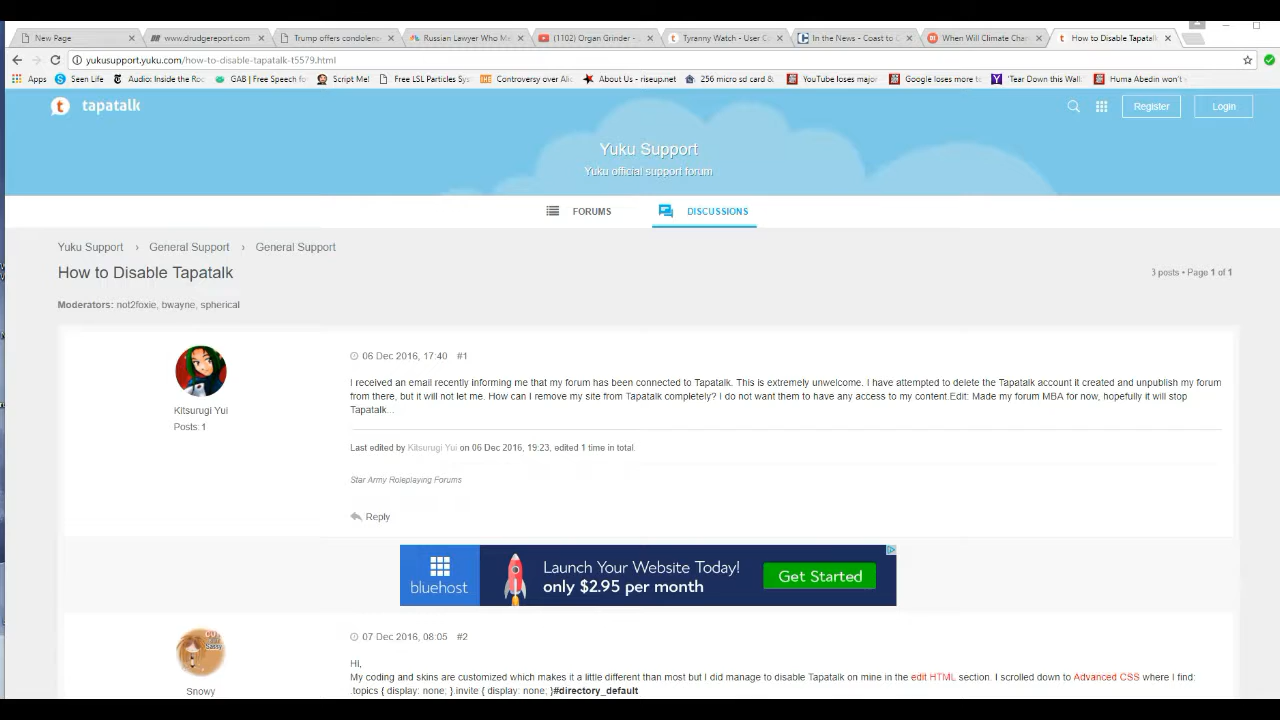 New Page
www.drudgereport.com
Trump offers condolenc
Russian Lawyer Who Me
(1102) Organ Grinder - 
Tyranny Watch - User C
In the News - Coast to C
When Will Climate Chan
How to Disable Tapatalk
yukusupport.yuku.com/how-to-disable-tapatalk-t5579.html
Apps
Seen Life
Audio: Inside the Roc
GAB | Free Speech fo
Script Me!
Free LSL Particles Sys
Controversy over Alic
About Us - riseup.net
256 micro sd card &
YouTube loses major
Google loses more to
'Tear Down this Wall
Huma Abedin won't
tapatalk
Register
Login
Yuku Support
Yuku official support forum
FORUMS
DISCUSSIONS
Yuku Support › General Support › General Support
How to Disable Tapatalk
3 posts • Page 1 of 1
Moderators: not2foxie, bwayne, spherical
06 Dec 2016, 17:40 #1
Kitsurugi Yui
Posts: 1
I received an email recently informing me that my forum has been connected to Tapatalk. This is extremely unwelcome. I have attempted to delete the Tapatalk account it created and unpublish my forum
from there, but it will not let me. How can I remove my site from Tapatalk completely? I do not want them to have any access to my content.Edit: Made my forum MBA for now, hopefully it will stop
Tapatalk...
Last edited by Kitsurugi Yui on 06 Dec 2016, 19:23, edited 1 time in total.
Star Army Roleplaying Forums
Reply
bluehost
Launch Your Website Today!
only $2.95 per month
Get Started
07 Dec 2016, 08:05 #2
Snowy
Hi,
My coding and skins are customized which makes it a little different than most but I did manage to disable Tapatalk on mine in the edit HTML section. I scrolled down to Advanced CSS where I find:
.topics { display: none; }.invite { display: none; }#directory_default